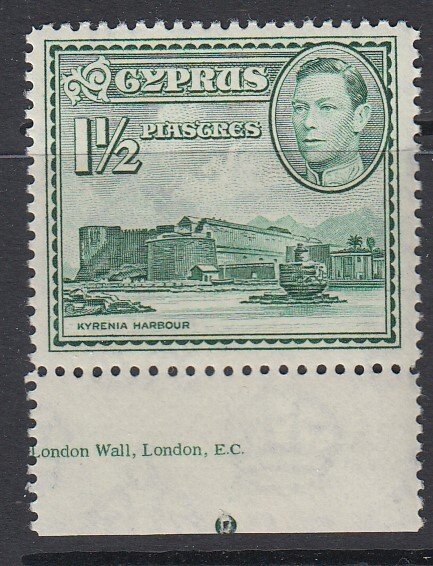 CYPRUS
PIASTRES
1½
KYRENIA HARBOUR
London Wall, London, E.C.